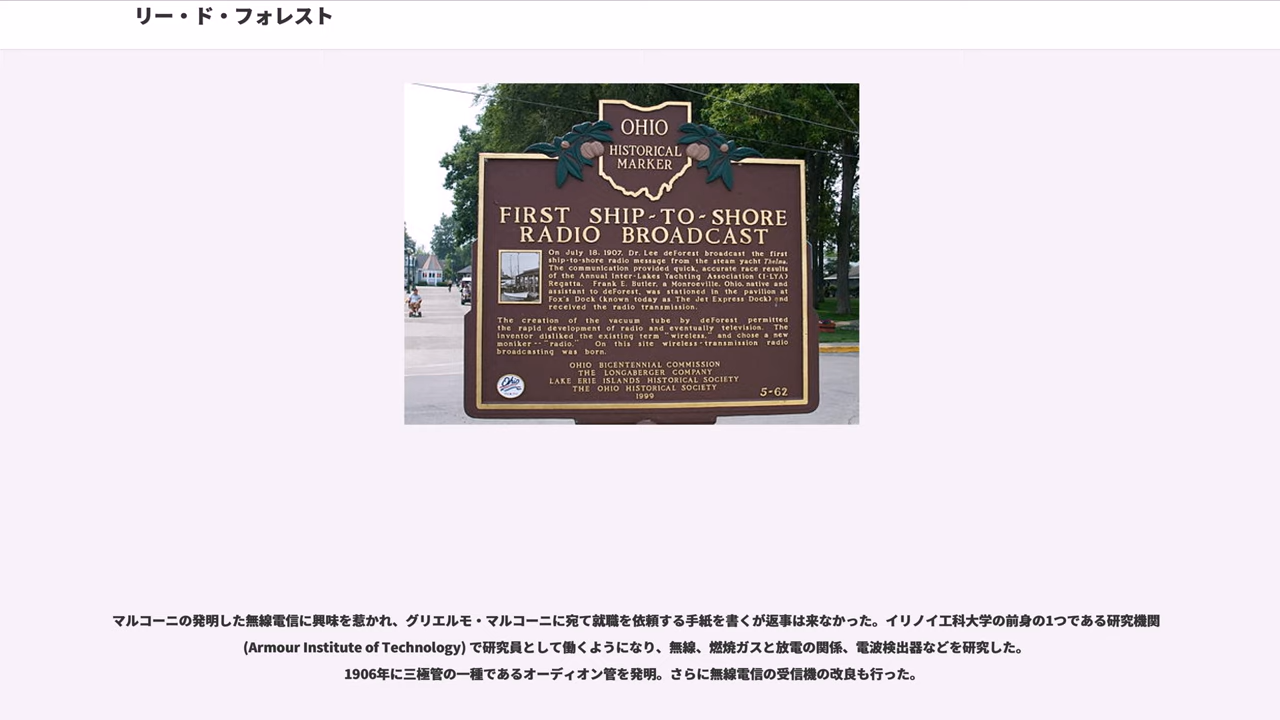 リー・ド・フォレスト
OHIO
HISTORICAL
MARKER
FIRST SHIP-TO-SHORE
RADIO BROADCAST
On July 18, 1907, Dr. Lee deForest broadcast the first
ship-to-shore radio message from the steam yacht Thelma.
The communication provided quick, accurate race results
of the Annual Inter-Lakes Yachting Association (I-LYA)
Regatta. Frank E. Butler, a Monroeville, Ohio, native and
assistant to deForest, was stationed in the pavilion at
Fox's Dock (known today as The Jet Express Dock) and
received the radio transmission.
The creation of the vacuum tube by deForest permitted
the rapid development of radio and eventually television. The
inventor disliked the existing term "wireless," and chose a new
moniker--"radio." On this site wireless-transmission radio
broadcasting was born.
OHIO BICENTENNIAL COMMISSION
THE LONGABERGER COMPANY
LAKE ERIE ISLANDS HISTORICAL SOCIETY
THE OHIO HISTORICAL SOCIETY
1999
5-62
Ohio
マルコーニの発明した無線電信に興味を惹かれ、グリエルモ・マルコーニに宛て就職を依頼する手紙を書くが返事は来なかった。イリノイ工科大学の前身の1つである研究機関
(Armour Institute of Technology) で研究員として働くようになり、無線、燃焼ガスと放電の関係、電波検出器などを研究した。
1906年に三極管の一種であるオーディオン管を発明。さらに無線電信の受信機の改良も行った。